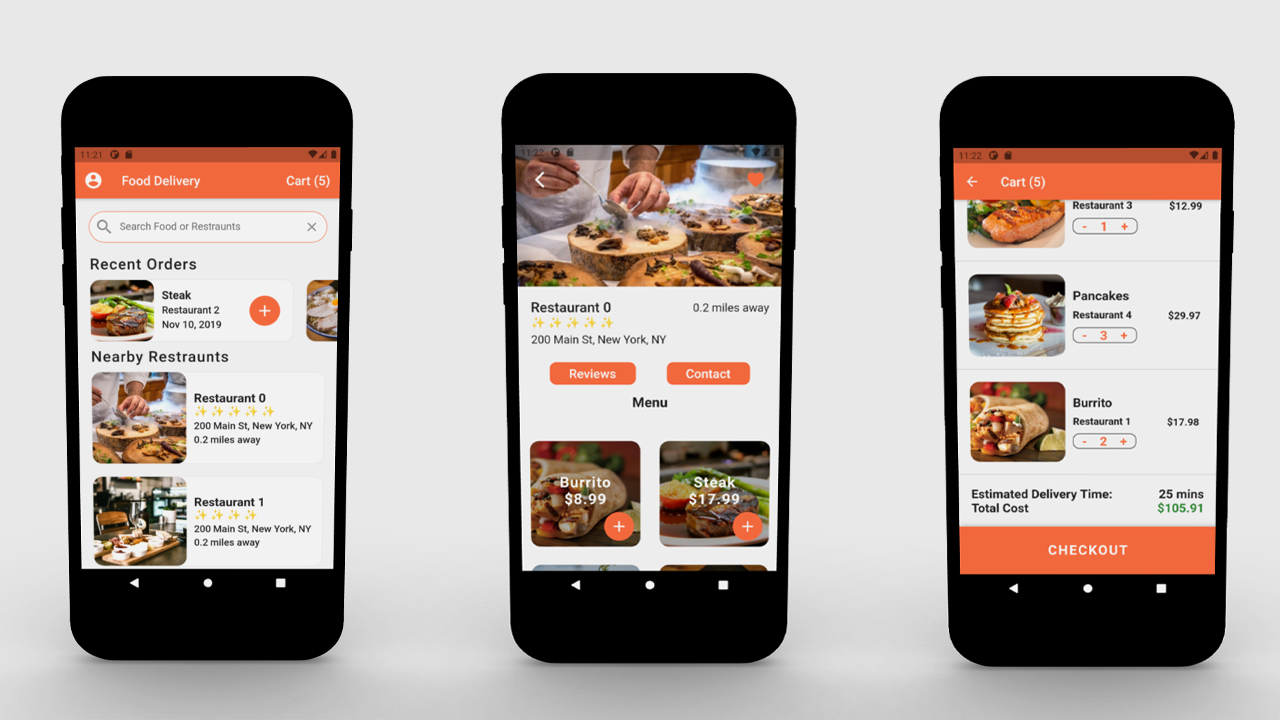 11:21
Food Delivery
Cart (5)
Search Food or Restraunts
Recent Orders
Steak
Restaurant 2
Nov 10, 2019
+
Nearby Restraunts
Restaurant 0
✨ ✨ ✨ ✨ ✨
200 Main St, New York, NY
0.2 miles away
Restaurant 1
✨ ✨ ✨ ✨
200 Main St, New York, NY
0.2 miles away
11:22
Restaurant 0
0.2 miles away
✨ ✨ ✨ ✨ ✨
200 Main St, New York, NY
Reviews
Contact
Menu
Burrito
$8.99
+
Steak
$17.99
+
11:22
Cart (5)
Restaurant 3
$12.99
- 1 +
Pancakes
Restaurant 4
$29.97
- 3 +
Burrito
Restaurant 1
$17.98
- 2 +
Estimated Delivery Time: 25 mins
Total Cost $105.91
CHECKOUT